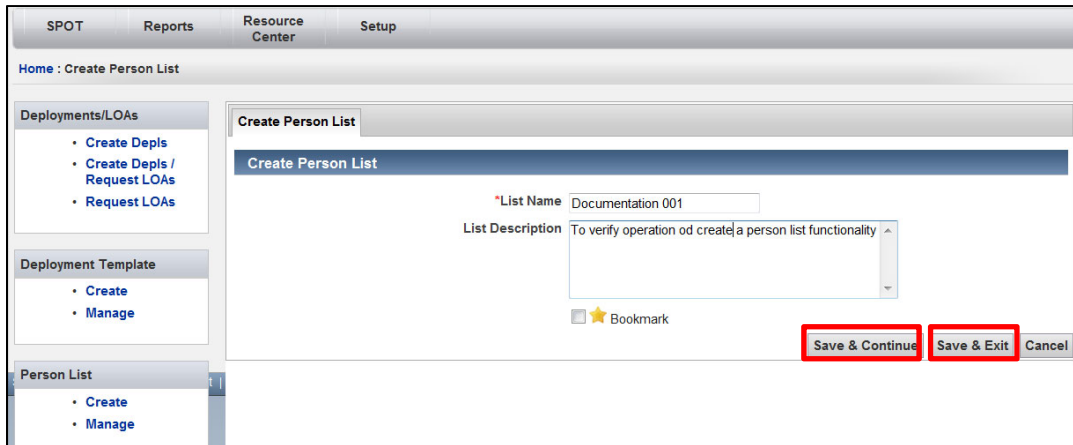 SPOT Reports Resource Center Setup
Home : Create Person List
Deployments/LOAs
• Create Depls
• Create Depls /
Request LOAs
• Request LOAs
Deployment Template
• Create
• Manage
Person List
• Create
• Manage
Create Person List
Create Person List
*List Name Documentation 001
List Description To verify operation od create a person list functionality
Bookmark
Save & Continue Save & Exit Cancel